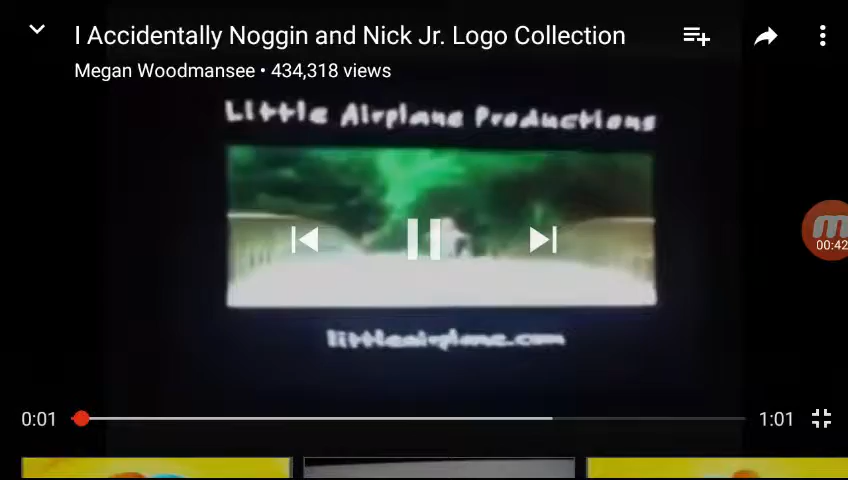 I Accidentally Noggin and Nick Jr. Logo Collection
Megan Woodmansee • 434,318 views
Little Airplane Productions
00:42
littleairplane.com
0:01
1:01